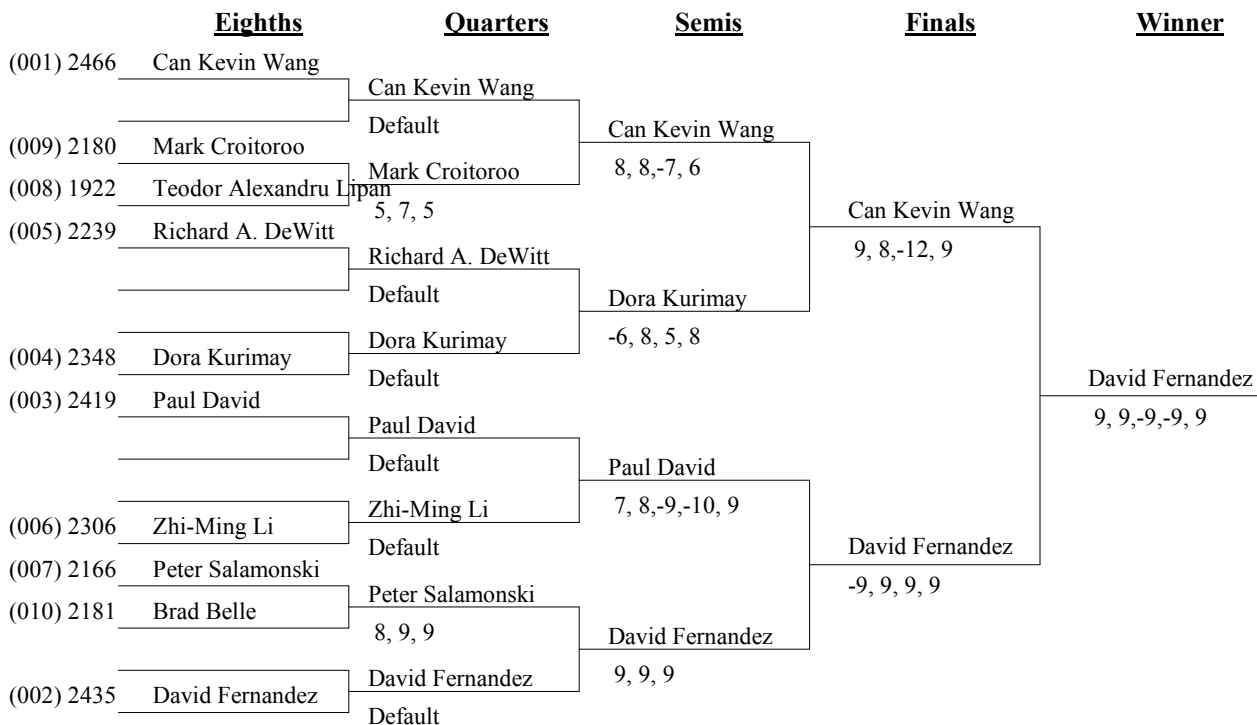 Eighths Quarters Semis Finals Winner
(001) 2466 Can Kevin Wang
Can Kevin Wang
Default
Can Kevin Wang
8, 8,-7, 6
(009) 2180 Mark Croitoroo
Mark Croitoroo
(008) 1922 Teodor Alexandru Lipan
5, 7, 5
Can Kevin Wang
9, 8,-12, 9
(005) 2239 Richard A. DeWitt
Richard A. DeWitt
Default
Dora Kurimay
-6, 8, 5, 8
Dora Kurimay
(004) 2348 Dora Kurimay
Default
David Fernandez
9, 9,-9,-9, 9
(003) 2419 Paul David
Paul David
Default
Paul David
7, 8,-9,-10, 9
Zhi-Ming Li
(006) 2306 Zhi-Ming Li
Default
David Fernandez
-9, 9, 9, 9
(007) 2166 Peter Salamonski
Peter Salamonski
(010) 2181 Brad Belle
8, 9, 9
David Fernandez
9, 9, 9
David Fernandez
(002) 2435 David Fernandez
Default